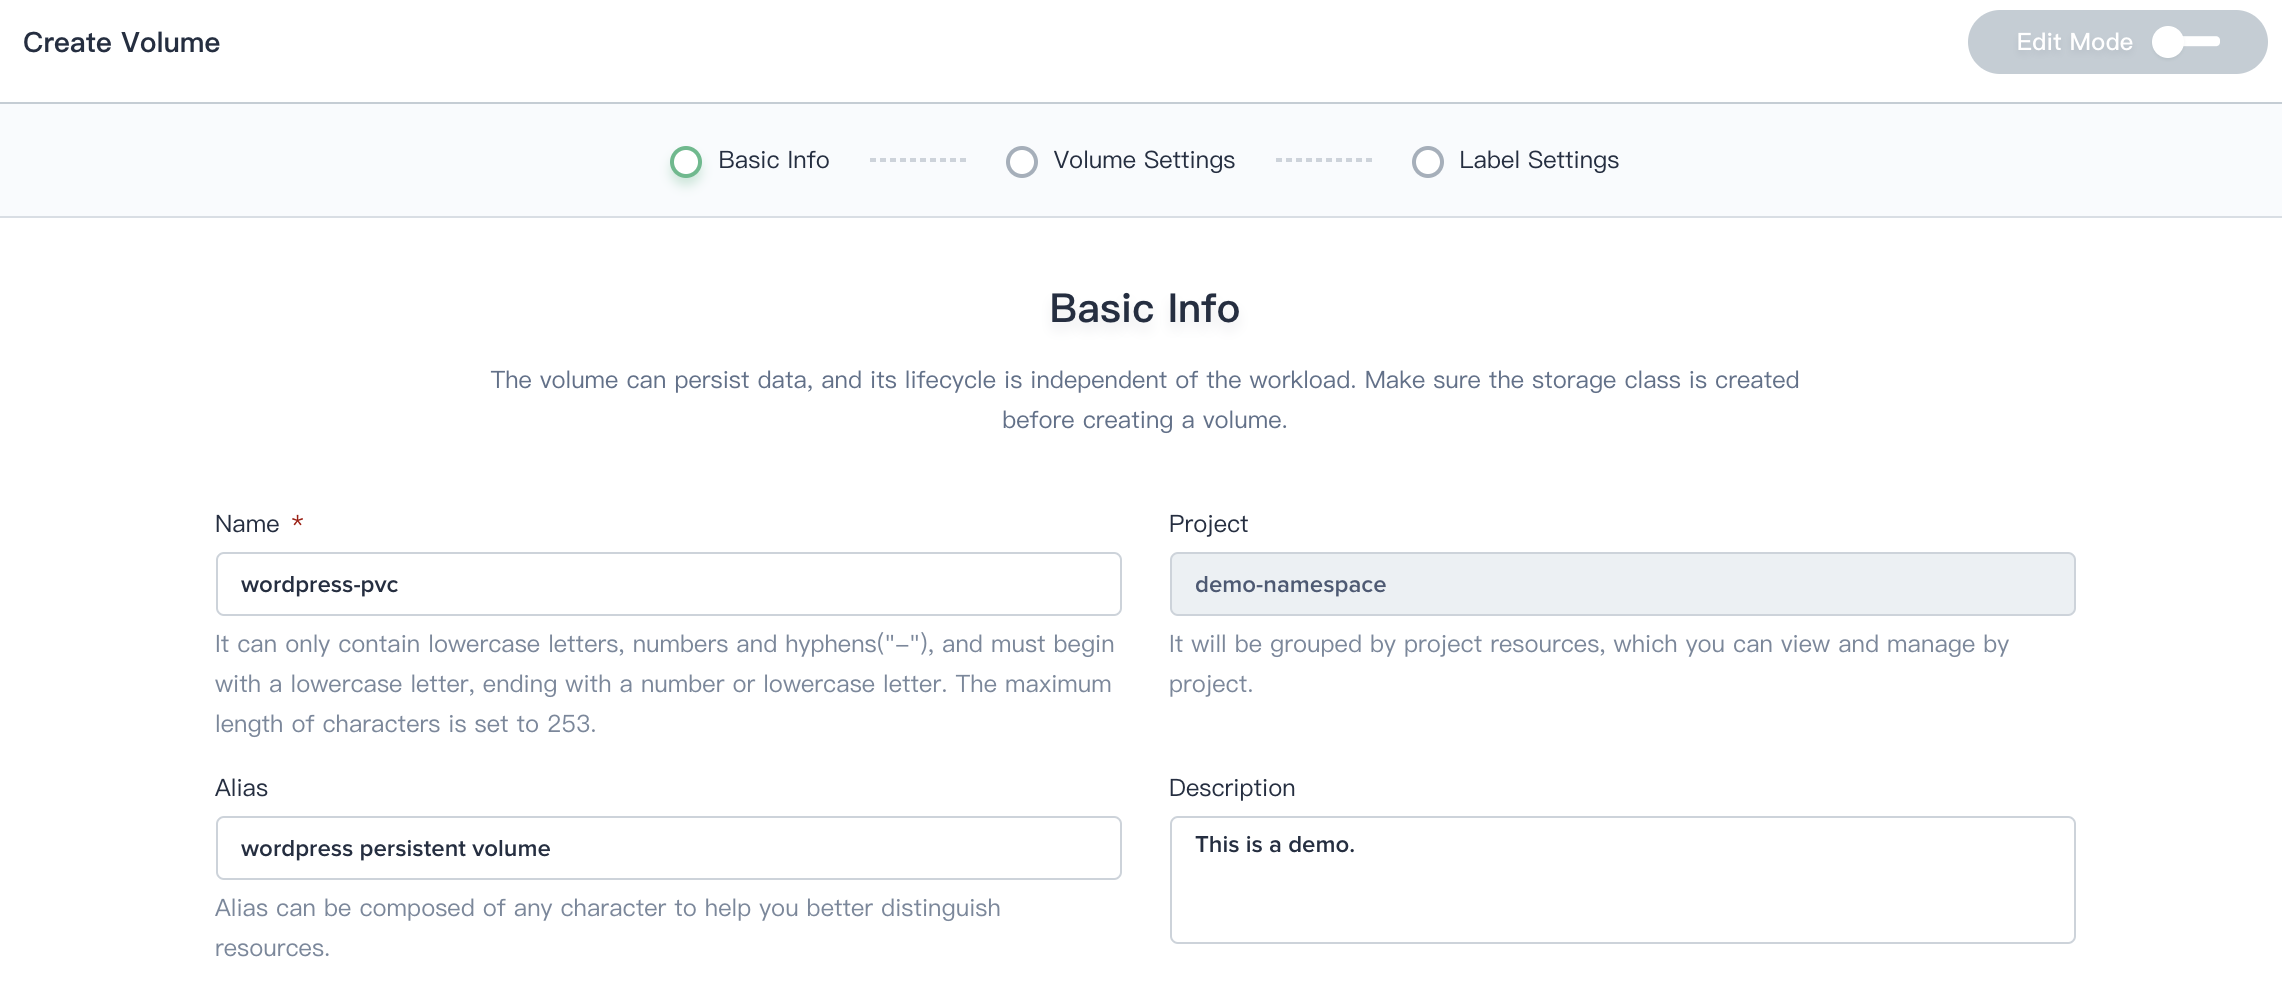 Create Volume
Edit Mode
Basic Info
Volume Settings
Label Settings
Basic Info
The volume can persist data, and its lifecycle is independent of the workload. Make sure the storage class is created
before creating a volume.
Name *
wordpress-pvc
It can only contain lowercase letters, numbers and hyphens("-"), and must begin
with a lowercase letter, ending with a number or lowercase letter. The maximum
length of characters is set to 253.
Project
demo-namespace
It will be grouped by project resources, which you can view and manage by
project.
Alias
wordpress persistent volume
Alias can be composed of any character to help you better distinguish
resources.
Description
This is a demo.